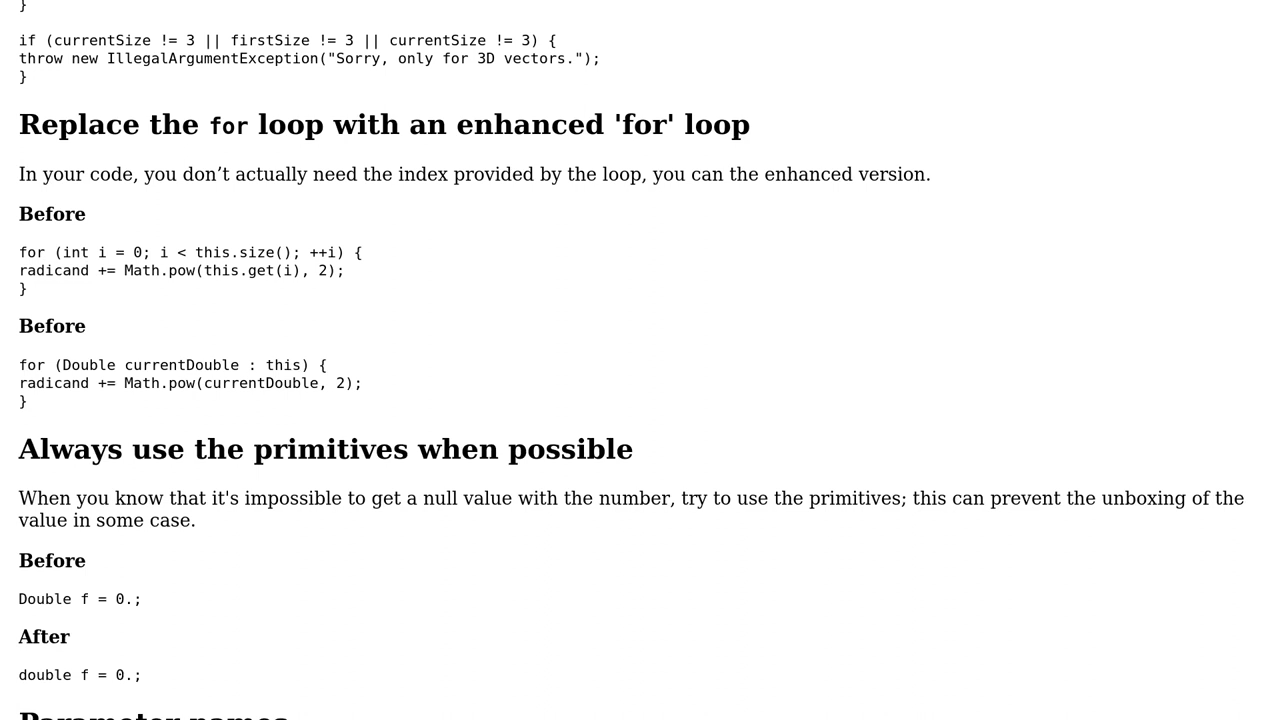 }
if (currentSize != 3 || firstSize != 3 || currentSize != 3) {
throw new IllegalArgumentException("Sorry, only for 3D vectors.");
}
Replace the for loop with an enhanced 'for' loop
In your code, you don’t actually need the index provided by the loop, you can the enhanced version.
Before
for (int i = 0; i < this.size(); ++i) {
radicand += Math.pow(this.get(i), 2);
}
Before
for (Double currentDouble : this) {
radicand += Math.pow(currentDouble, 2);
}
Always use the primitives when possible
When you know that it's impossible to get a null value with the number, try to use the primitives; this can prevent the unboxing of the
value in some case.
Before
Double f = 0.;
After
double f = 0.;
Parameter names